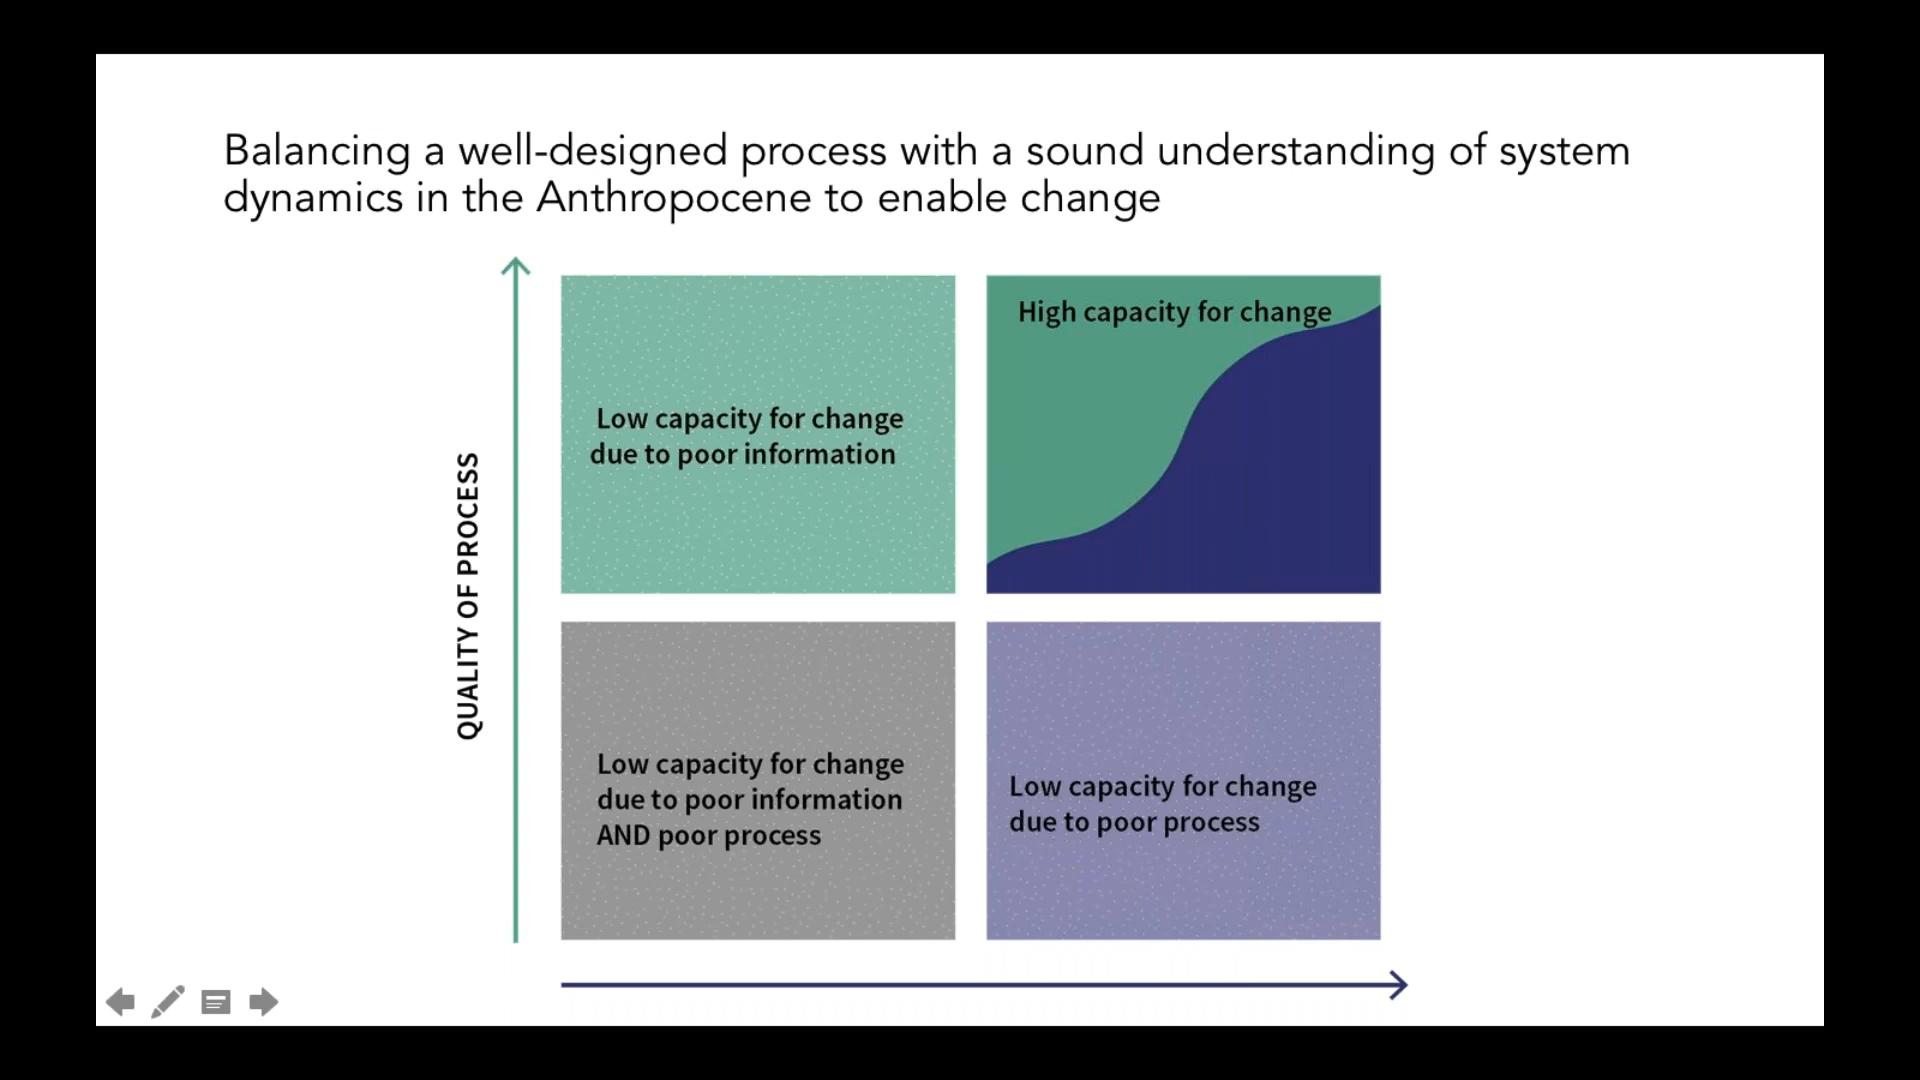 Balancing a well-designed process with a sound understanding of system
dynamics in the Anthropocene to enable change
QUALITY OF PROCESS
Low capacity for change
due to poor information
High capacity for change
Low capacity for change
due to poor information
AND poor process
Low capacity for change
due to poor process